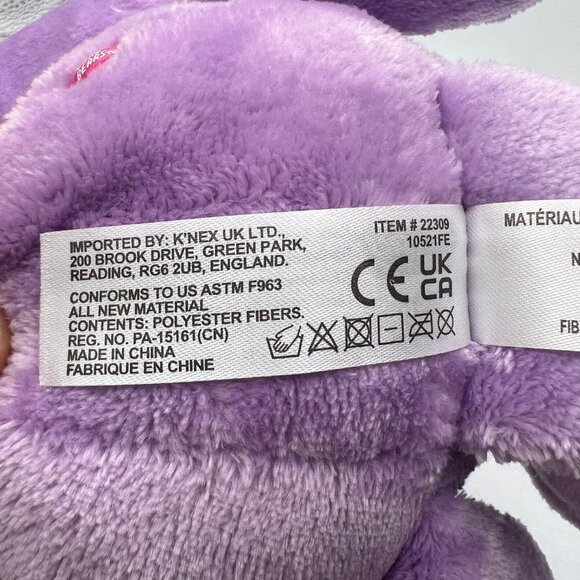 BEARS
IMPORTED BY: K'NEX UK LTD.,
200 BROOK DRIVE, GREEN PARK,
READING, RG6 2UB, ENGLAND.
CONFORMS TO US ASTM F963
ALL NEW MATERIAL
CONTENTS: POLYESTER FIBERS.
REG. NO. PA-15161(CN)
MADE IN CHINA
FABRIQUE EN CHINE
ITEM # 22309
10521FE
CE UK
CA
MATÉRIAU
N
FIB